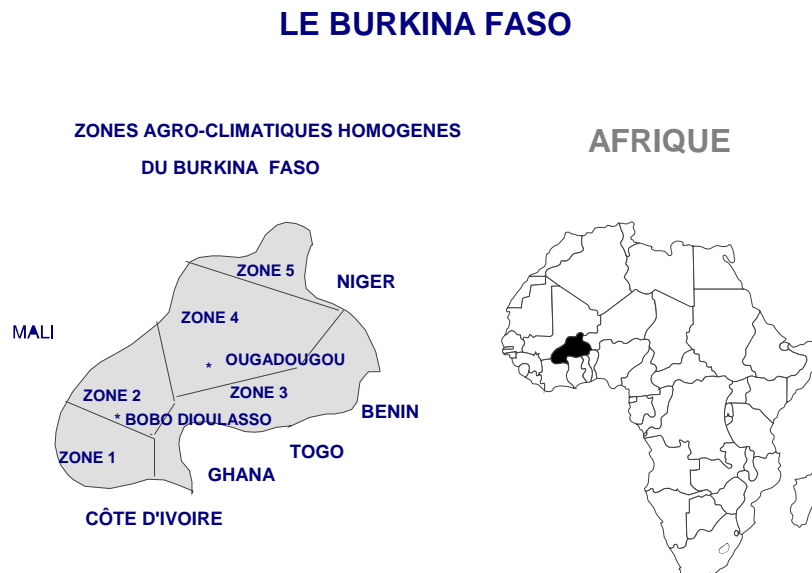 LE BURKINA FASO
ZONES AGRO-CLIMATIQUES HOMOGENES
DU BURKINA FASO
AFRIQUE
ZONE 5
NIGER
ZONE 4
MALI
* OUGADOUGOU
ZONE 2
ZONE 3
* BOBO DIOULASSO
BENIN
TOGO
ZONE 1
GHANA
CÔTE D'IVOIRE